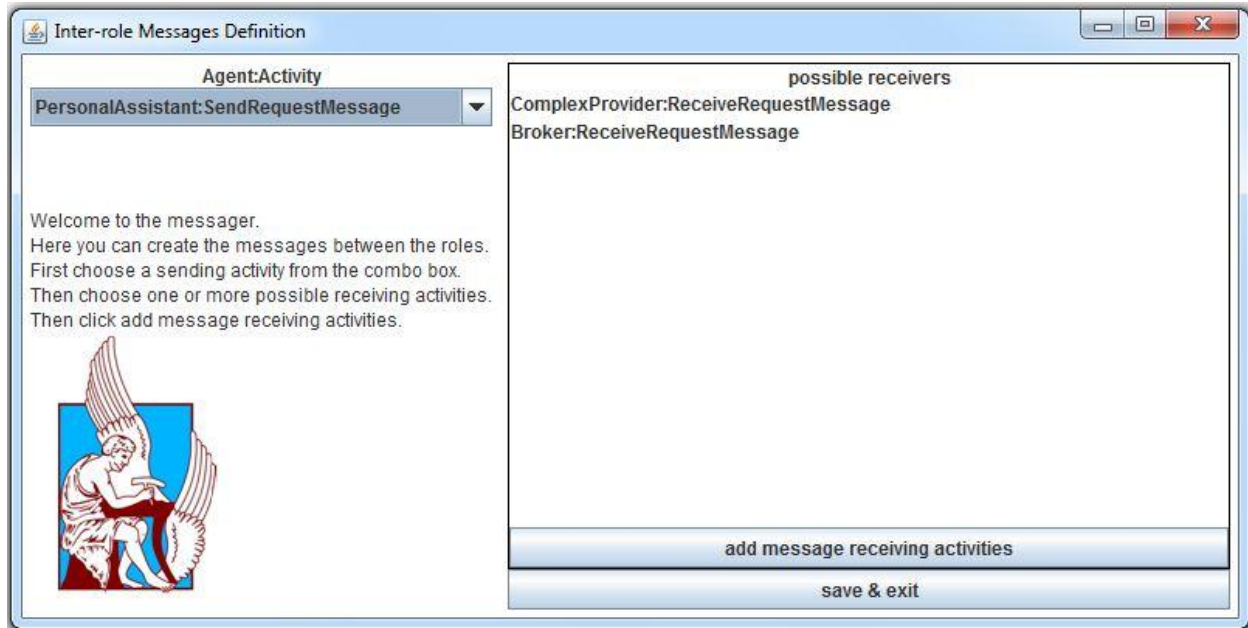 Inter-role Messages Definition
Agent:Activity
PersonalAssistant:SendRequestMessage
Welcome to the messager.
Here you can create the messages between the roles.
First choose a sending activity from the combo box.
Then choose one or more possible receiving activities.
Then click add message receiving activities.
possible receivers
ComplexProvider:ReceiveRequestMessage
Broker:ReceiveRequestMessage
add message receiving activities
save & exit